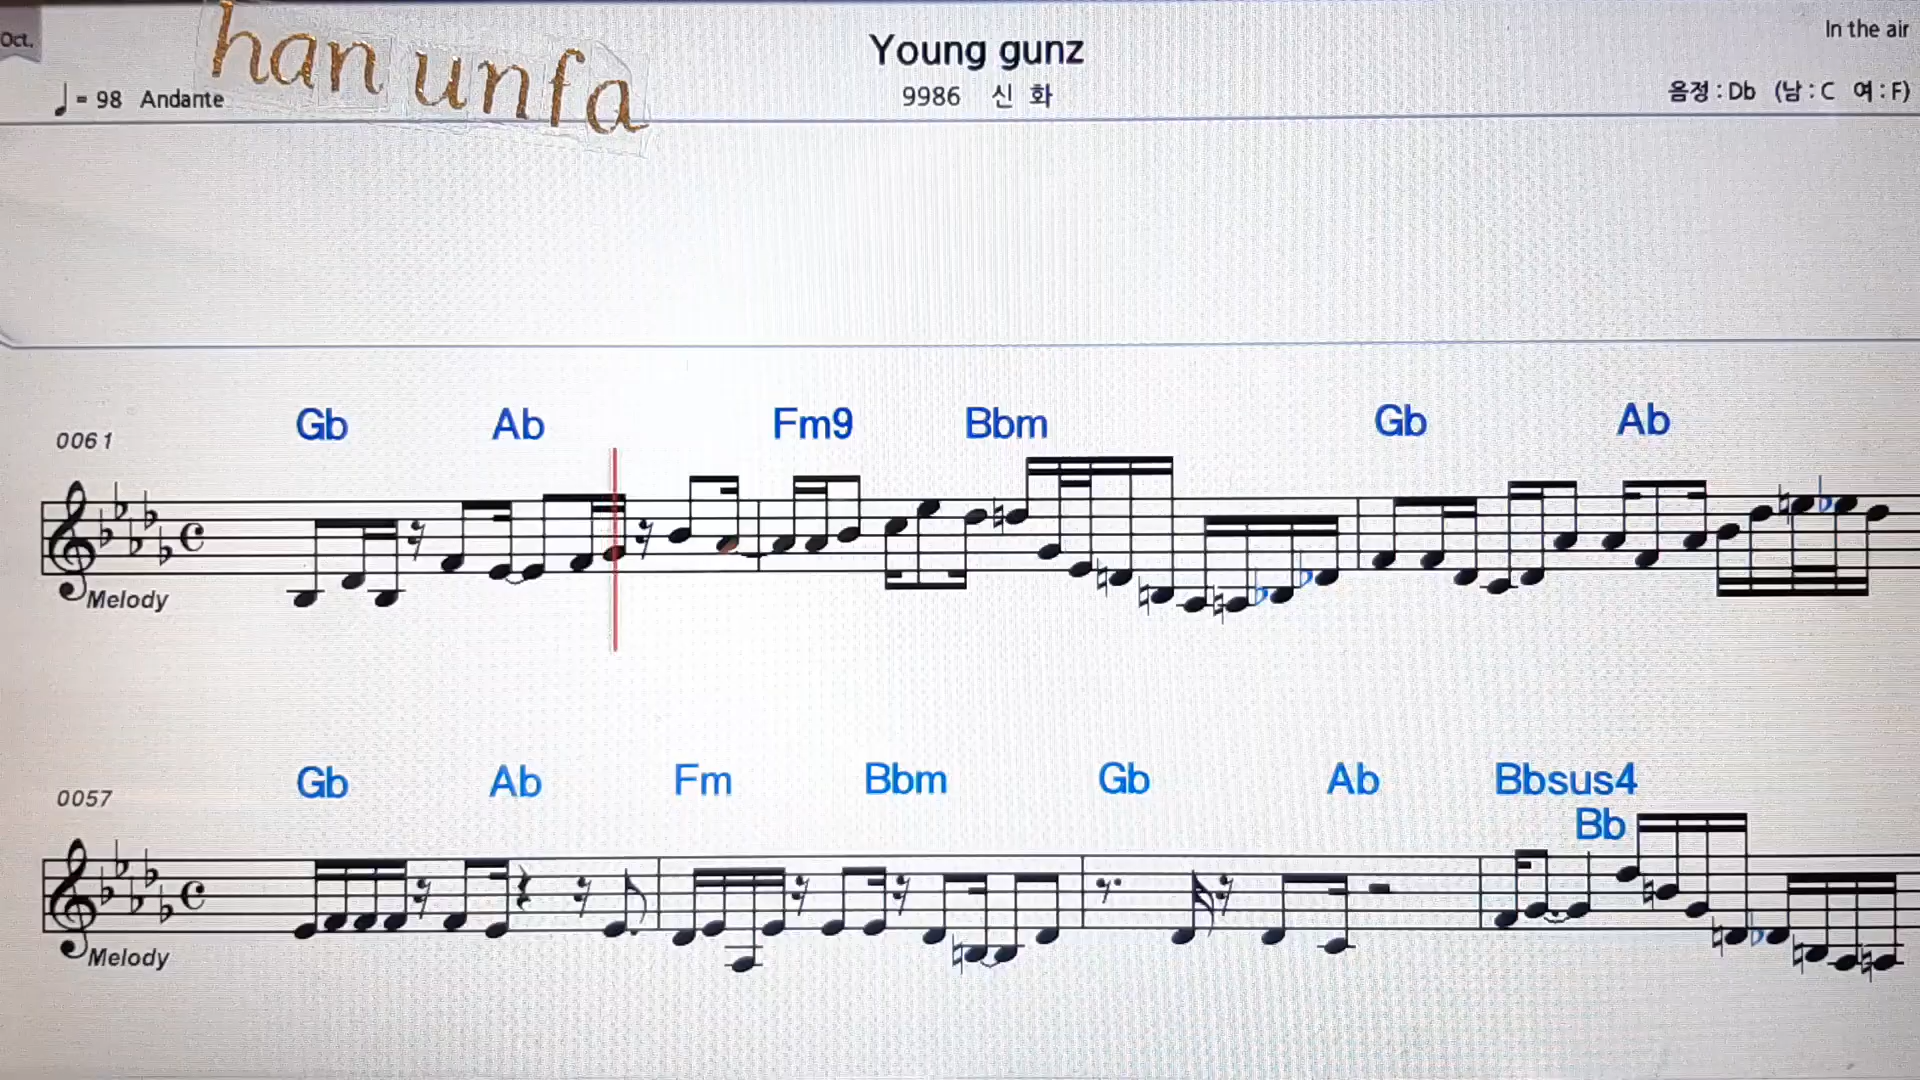 Oct.
han unfa
Young gunz
In the air
= 98 Andante
9986 신 화
음정 : Db (남 : C 여 : F)
Gb Ab Fm9 Bbm Gb Ab
0061
Melody
Gb Ab Fm Bbm Gb Ab Bbsus4
0057
Bb
Melody